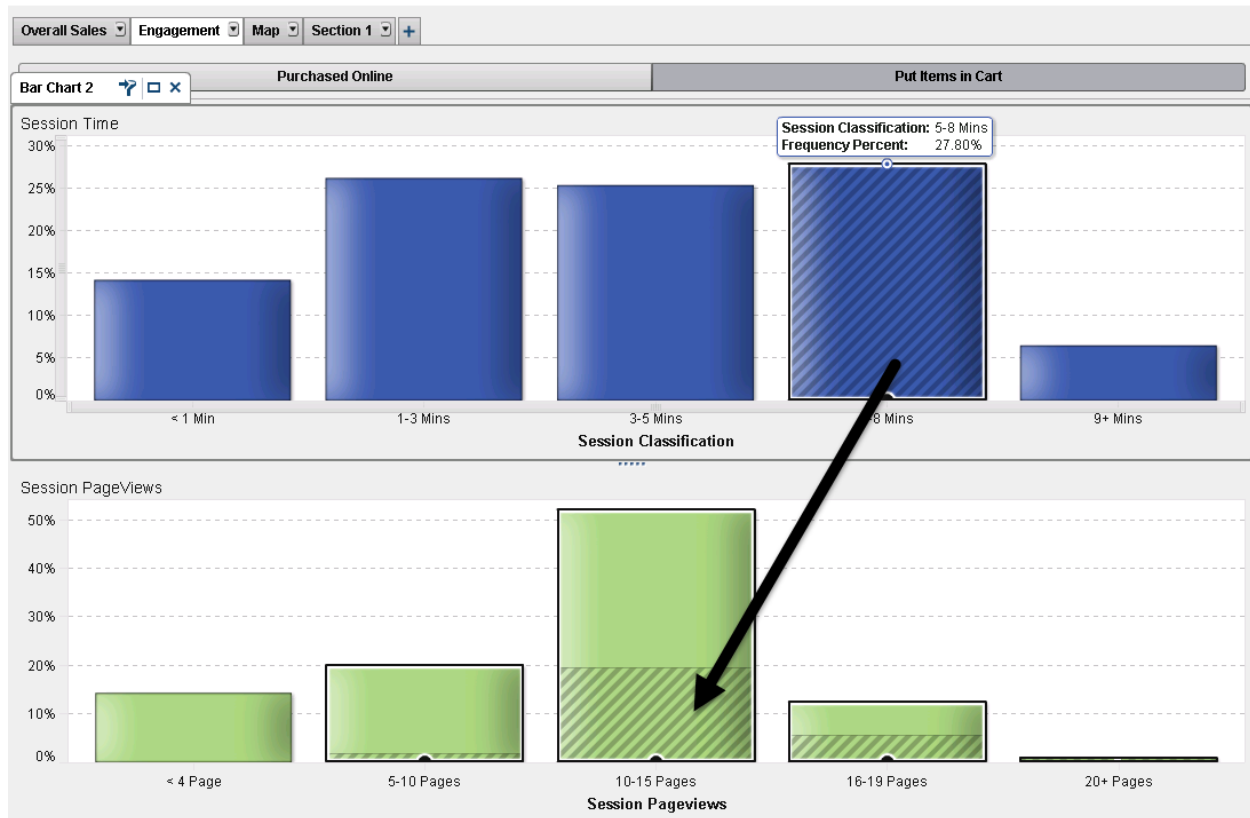 Overall Sales Engagement Map Section 1 +
Purchased Online Put Items in Cart
Bar Chart 2
Session Time
Session Classification: 5-8 Mins
Frequency Percent: 27.80%
30%
25%
20%
15%
10%
5%
0%
< 1 Min 1-3 Mins 3-5 Mins -8 Mins 9+ Mins
Session Classification
Session PageViews
50%
40%
30%
20%
10%
0%
< 4 Page 5-10 Pages 10-15 Pages 16-19 Pages 20+ Pages
Session Pageviews